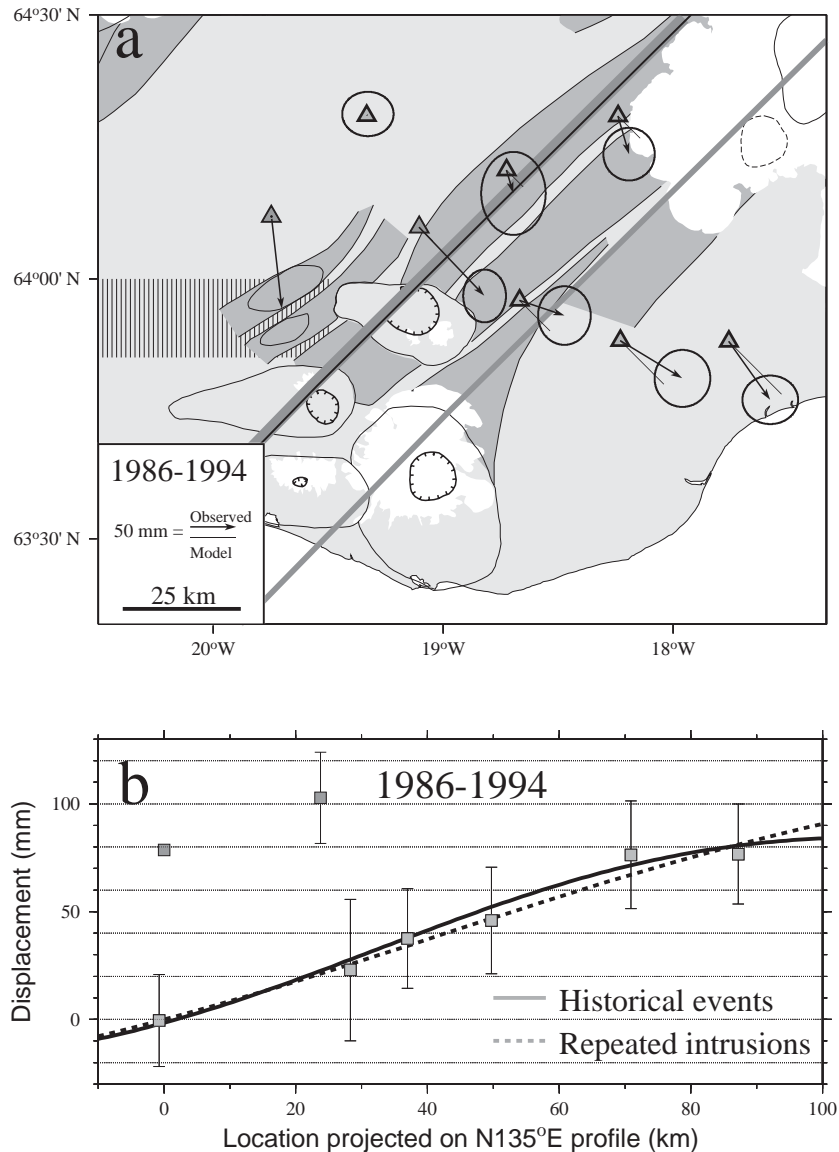 64°30' N
a
64°00' N
1986-1994
50 mm = Observed
Model
25 km
63°30' N
20°W
19°W
18°W
b
1986-1994
100
50
0
Displacement (mm)
Historical events
Repeated intrusions
0
20
40
60
80
100
Location projected on N135°E profile (km)